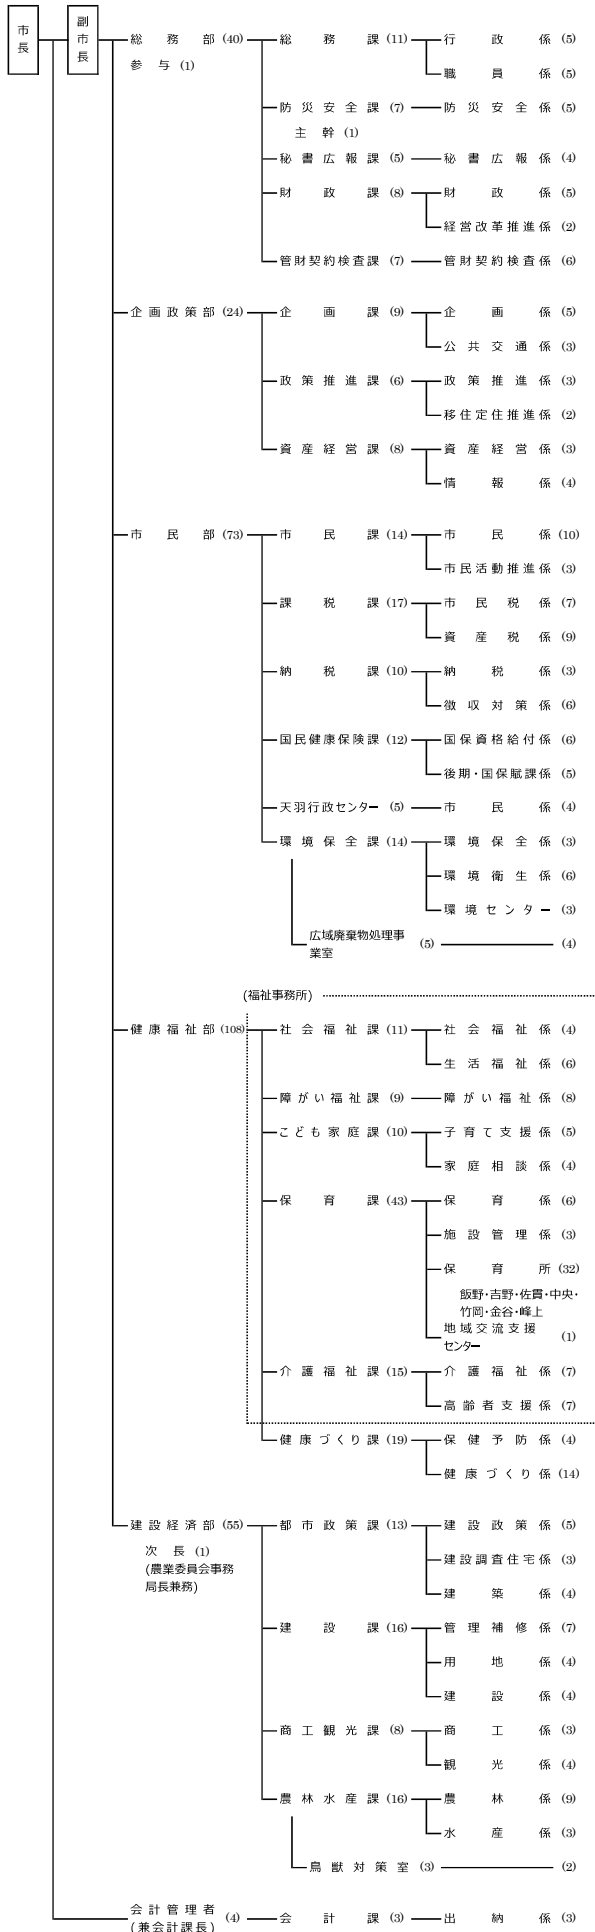 市長 副市長 総務部 (40) 総務課 (11) 行政係 (5)
参与 (1)
職員係 (5)
防災安全課 (7) 防災安全係 (5)
主幹 (1)
秘書広報課 (5) 秘書広報係 (4)
財政課 (8) 財政係 (5)
経営改革推進係 (2)
管財契約検査課 (7) 管財契約検査係 (6)
企画政策部 (24) 企画課 (9) 企画係 (5)
公共交通係 (3)
政策推進課 (6) 政策推進係 (3)
移住定住推進係 (2)
資産経営課 (8) 資産経営係 (3)
情報係 (4)
市民部 (73) 市民課 (14) 市民係 (10)
市民活動推進係 (3)
課税課 (17) 市民税係 (7)
資産税係 (9)
納税課 (10) 納税係 (3)
徴収対策係 (6)
国民健康保険課 (12) 国保資格給付係 (6)
後期・国保賦課係 (5)
天羽行政センター (5) 市民係 (4)
環境保全課 (14) 環境保全係 (3)
環境衛生係 (6)
環境センター (3)
広域廃棄物処理事
業室 (5) (4)
(福祉事務所)
健康福祉部 (108) 社会福祉課 (11) 社会福祉係 (4)
生活福祉係 (6)
障がい福祉課 (9) 障がい福祉係 (8)
こども家庭課 (10) 子育て支援係 (5)
家庭相談係 (4)
保育課 (43) 保育係 (6)
施設管理係 (3)
保育所 (32)
飯野・吉野・佐貫・中央・
竹岡・金谷・峰上
地域交流支援
センター (1)
介護福祉課 (15) 介護福祉係 (7)
高齢者支援係 (7)
健康づくり課 (19) 保健予防係 (4)
健康づくり係 (14)
建設経済部 (55) 都市政策課 (13) 建設政策係 (5)
次長 (1)
(農業委員会事務
局長兼務)
建設調査住宅係 (3)
建築係 (4)
建設課 (16) 管理補修係 (7)
用地係 (4)
建設係 (4)
商工観光課 (8) 商工係 (3)
観光係 (4)
農林水産課 (16) 農林係 (9)
水産係 (3)
鳥獣対策室 (3) (2)
会計管理者
(兼会計課長) (4) 会計課 (3) 出納係 (3)